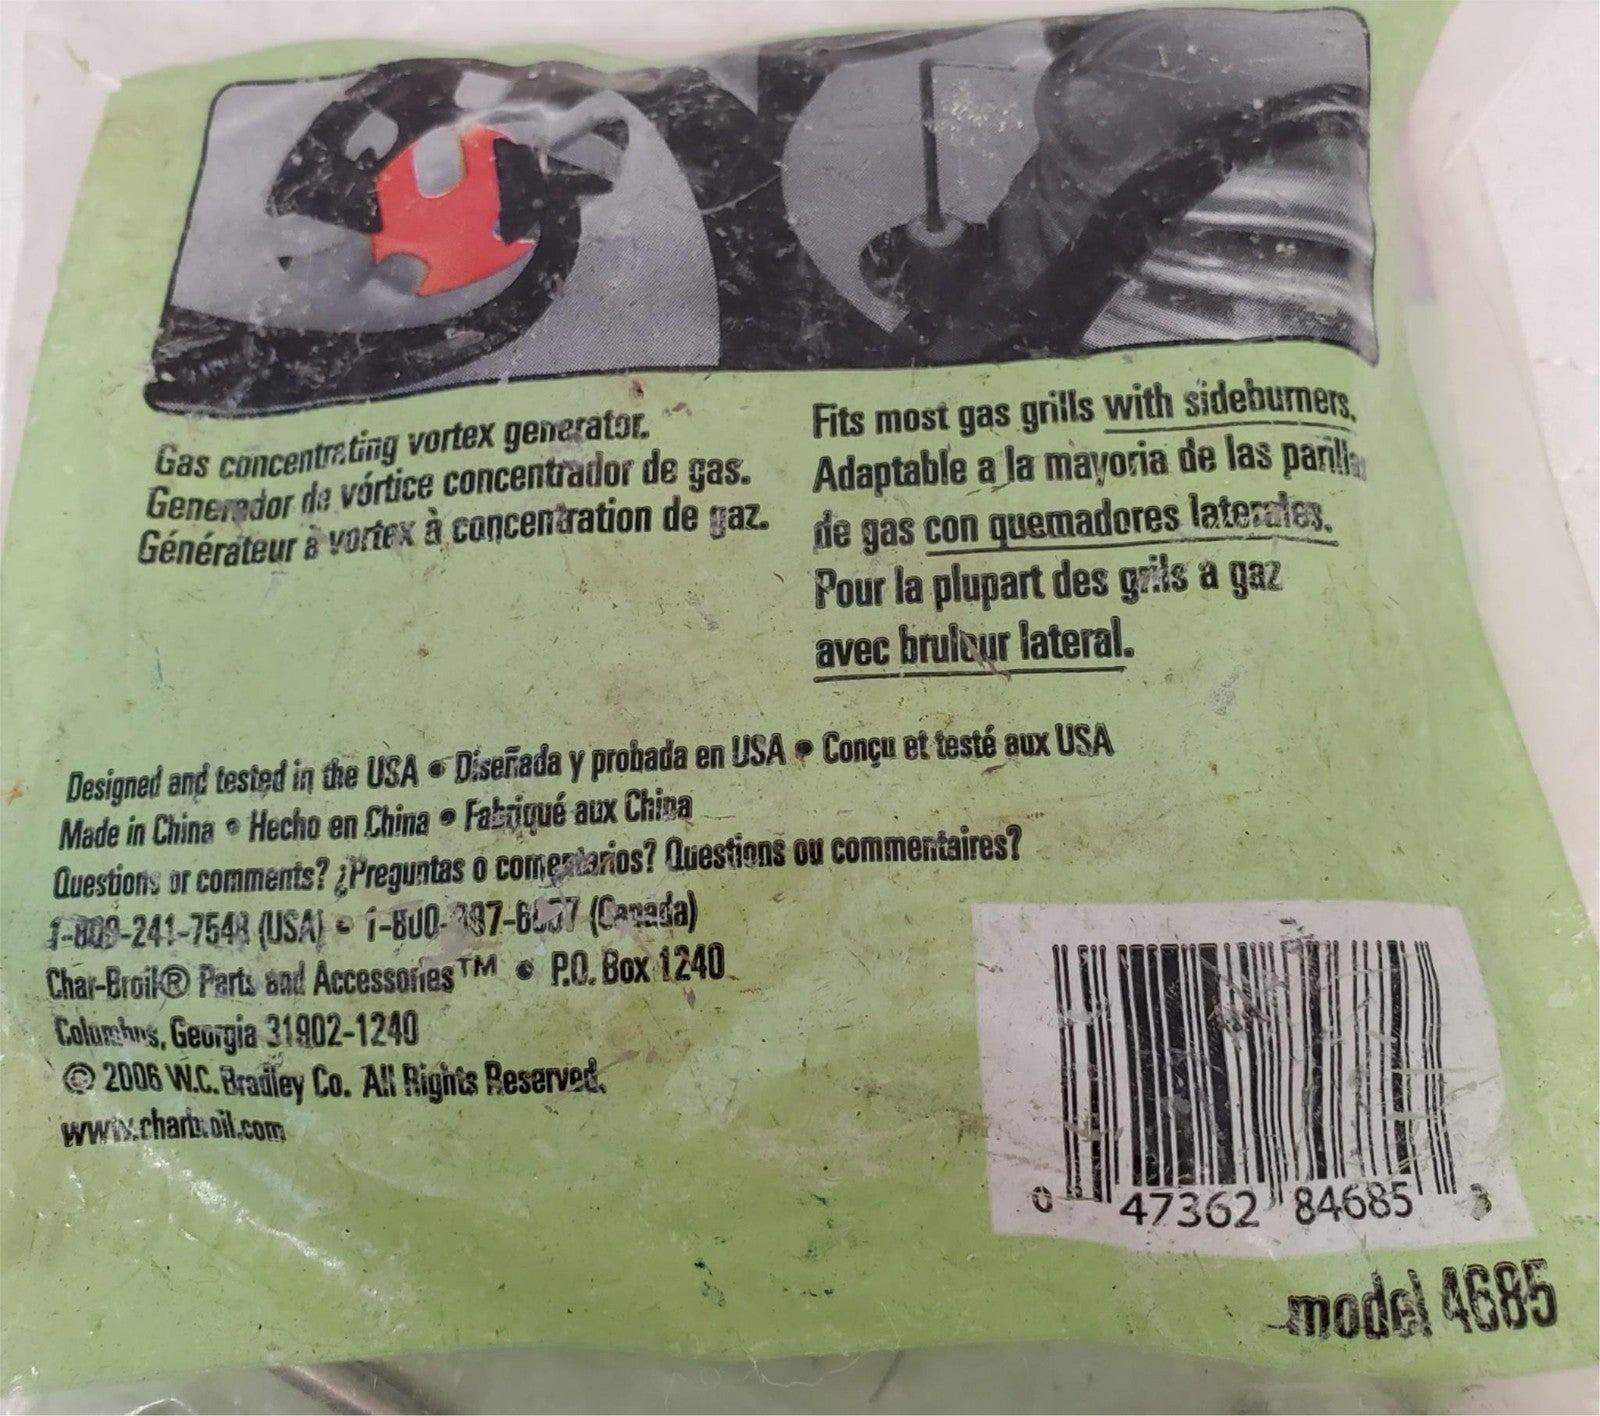 Gas concentrating vortex generator.
Generador de vórtice concentrador de gas.
Générateur à vortex à concentration de gaz.
Fits most gas grills with sideburners.
Adaptable a la mayoria de las
de gas con quemadores laterales.
Pour la plupart des grils a gaz
avec bruleur lateral.
Designed and tested in the USA • Diseñada y probada en USA • Conçu et testé aux USA
Made in China • Hecho en China • Fabriqué aux China
Questions or comments? ¿Preguntas o comentarios? Questions ou commentaires?
(USA) • (Canada)
Char-Broil® Parts and Accessories™ • P.O. Box 1240
Columbus, Georgia 31902-1240
© 2006 W.C. Bradley Co. All Rights Reserved.
www.charbroil.com
0 47362 84685 3
model 4685